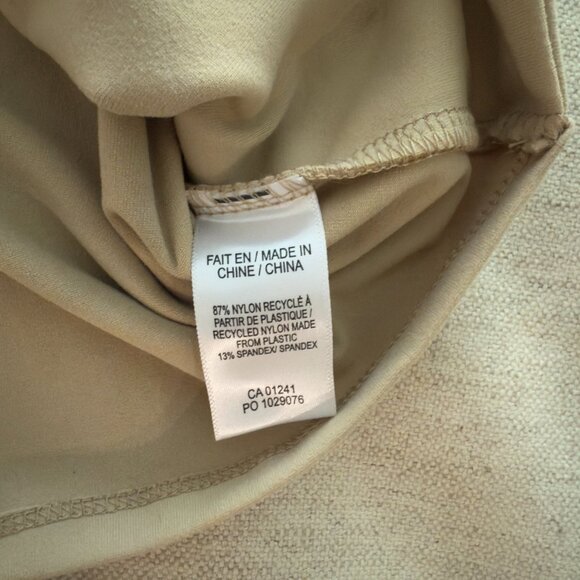 FAIT EN / MADE IN
CHINE / CHINA
87% NYLON RECYCLÉ À
PARTIR DE PLASTIQUE /
RECYCLED NYLON MADE
FROM PLASTIC
13% SPANDEX/ SPANDEX
CA 01241
PO 1029076